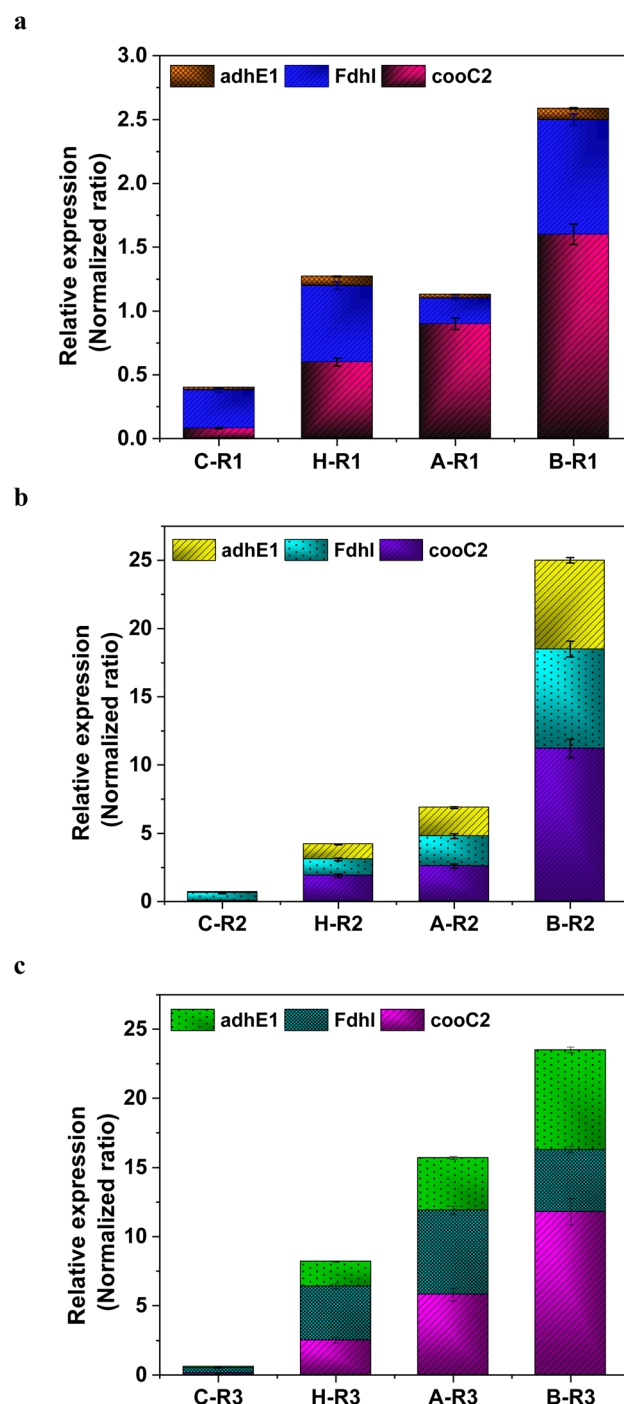 a
Relative expression
(Normalized ratio)
3.0
2.5
2.0
1.5
1.0
0.5
0.0
adhE1 FdhI cooC2
C-R1 H-R1 A-R1 B-R1
b
Relative expression
(Normalized ratio)
25
20
15
10
5
0
adhE1 FdhI cooC2
C-R2 H-R2 A-R2 B-R2
c
Relative expression
(Normalized ratio)
25
20
15
10
5
0
adhE1 FdhI cooC2
C-R3 H-R3 A-R3 B-R3